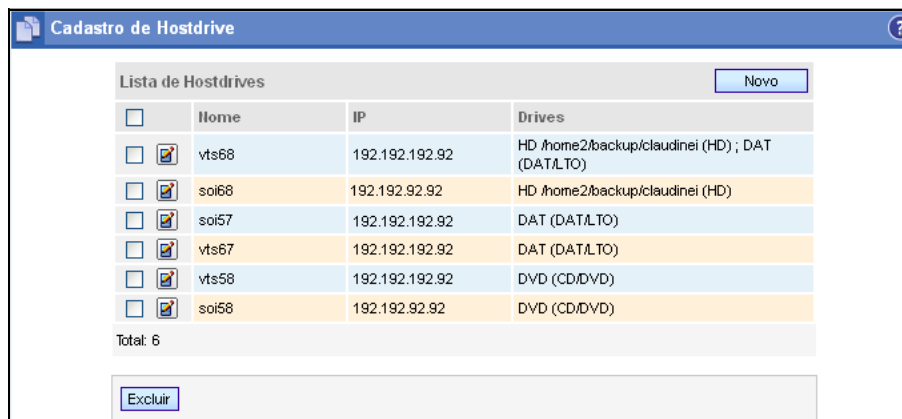 Cadastro de Hostdrive ?
Lista de Hostdrives Novo
Nome IP Drives
vts68 192.192.192.92 HD /home2/backup/claudinei (HD) ; DAT
(DAT/LTO)
soi68 192.192.92.92 HD /home2/backup/claudinei (HD)
soi57 192.192.192.92 DAT (DAT/LTO)
vts67 192.192.192.92 DAT (DAT/LTO)
vts58 192.192.192.92 DVD (CD/DVD)
soi58 192.192.92.92 DVD (CD/DVD)
Total: 6
Excluir